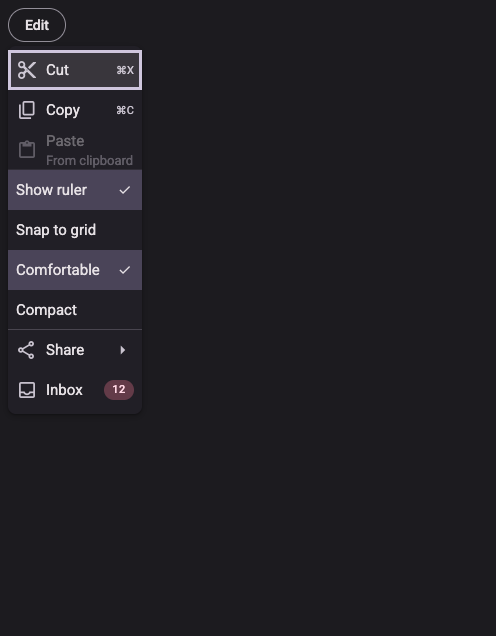 Edit
Cut ⌘X
Copy ⌘C
Paste
From clipboard
Show ruler
Snap to grid
Comfortable
Compact
Share
Inbox 12